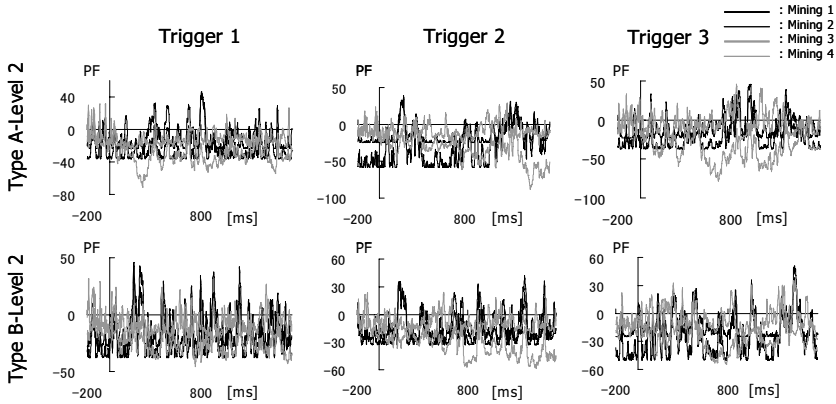 Trigger 1
Trigger 2
Trigger 3
: Mining 1
: Mining 2
: Mining 3
: Mining 4
Type A-Level 2
PF
40
0
−40
−80
−200
800
[ms]
PF
50
0
−50
−100
−200
800
[ms]
PF
50
0
−50
−100
−200
800
[ms]
Type B-Level 2
PF
50
0
−50
−200
800
[ms]
PF
60
30
0
−30
−60
−200
800
[ms]
PF
60
30
0
−30
−60
−200
800
[ms]